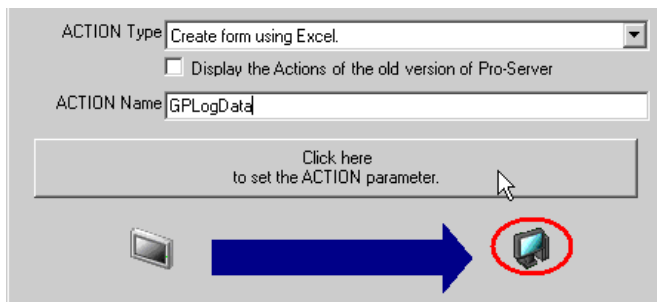 ACTION Type Create form using Excel.
Display the Actions of the old version of Pro-Server
ACTION Name GPLogData
Click here
to set the ACTION parameter.